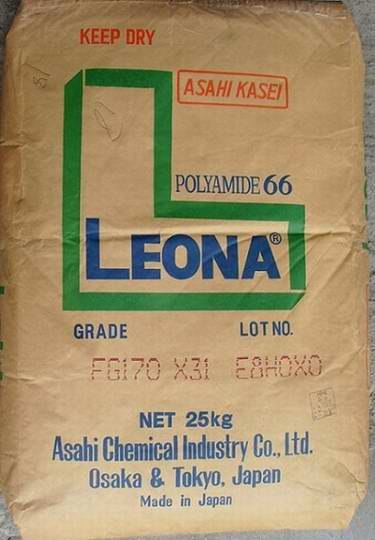 KEEP DRY
ASAHI KASEI
POLYAMIDE 66
LEONA®
GRADE LOT NO.
FG170 X31 E8H0X0
NET 25kg
Asahi Chemical Industry Co., Ltd.
Osaka & Tokyo, Japan
Made in Japan